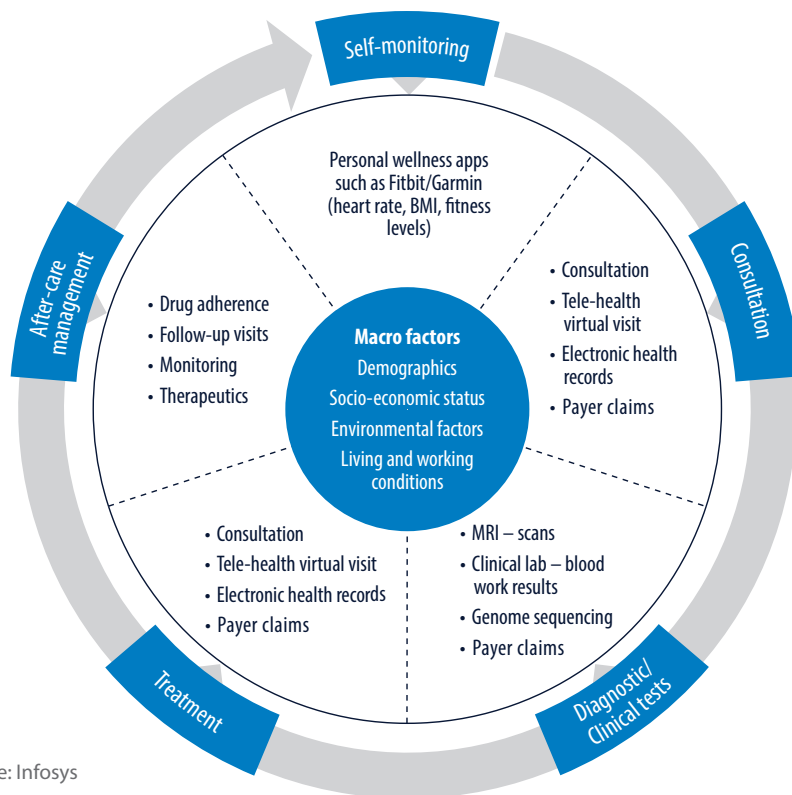 Self-monitoring
Personal wellness apps
such as Fitbit/Garmin
(heart rate, BMI, fitness
levels)
Consultation
• Consultation
• Tele-health
virtual visit
• Electronic health
records
• Payer claims
Diagnostic/
Clinical tests
• MRI – scans
• Clinical lab – blood
work results
• Genome sequencing
• Payer claims
Treatment
• Consultation
• Tele-health virtual visit
• Electronic health records
• Payer claims
After-care
management
• Drug adherence
• Follow-up visits
• Monitoring
• Therapeutics
Macro factors
Demographics
Socio-economic status
Environmental factors
Living and working
conditions
e: Infosys